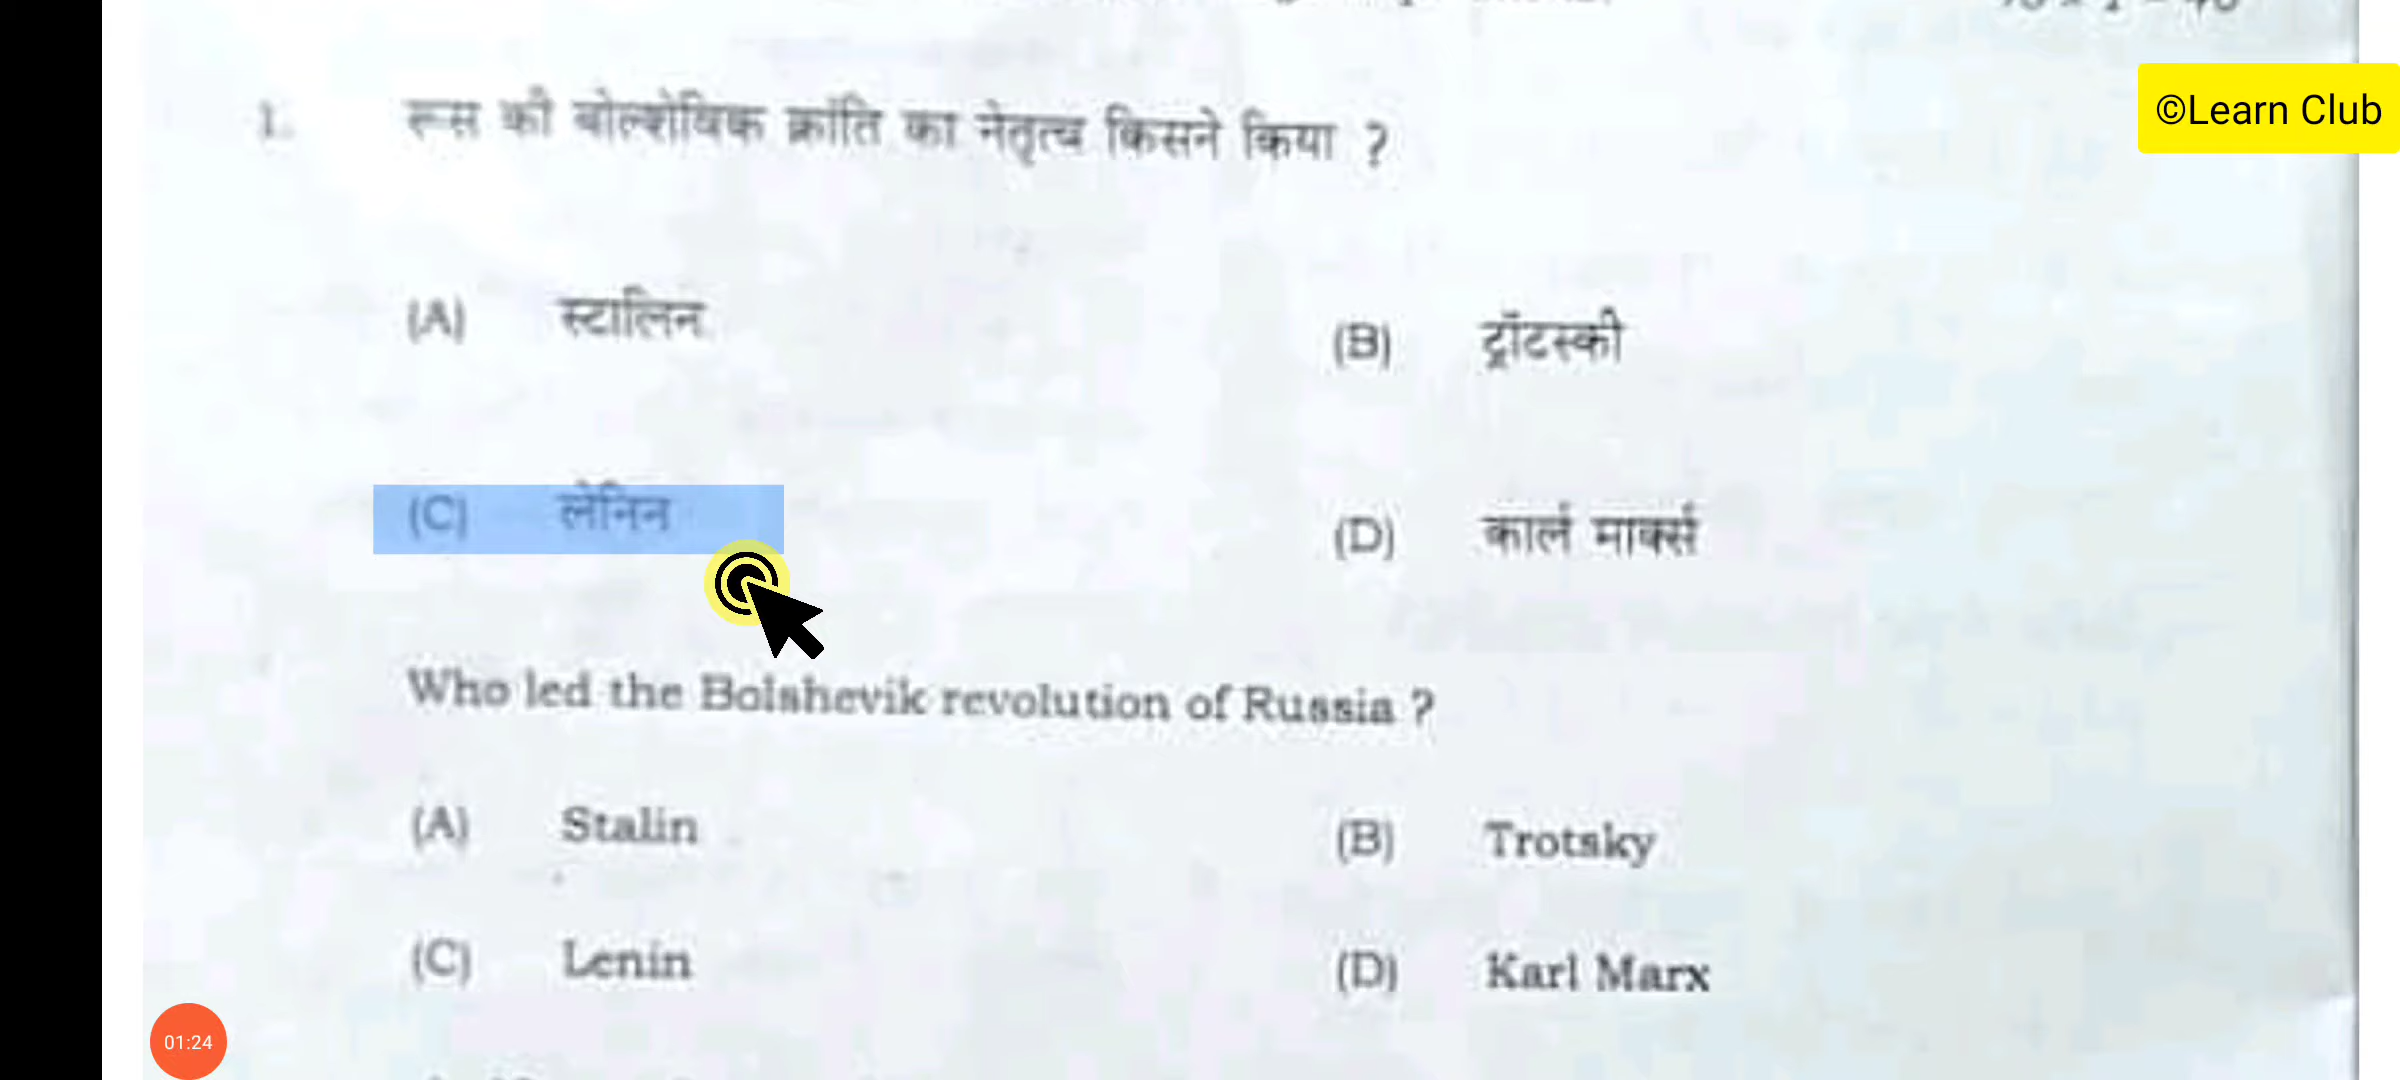 ©Learn Club
1. रूस की बोल्शेविक क्रांति का नेतृत्व किसने किया ?
(A) स्टालिन (B) ट्रॉटस्की
(C) लेनिन (D) कार्ल मार्क्स
Who led the Bolshevik revolution of Russia ?
(A) Stalin (B) Trotsky
(C) Lenin (D) Karl Marx
01:24